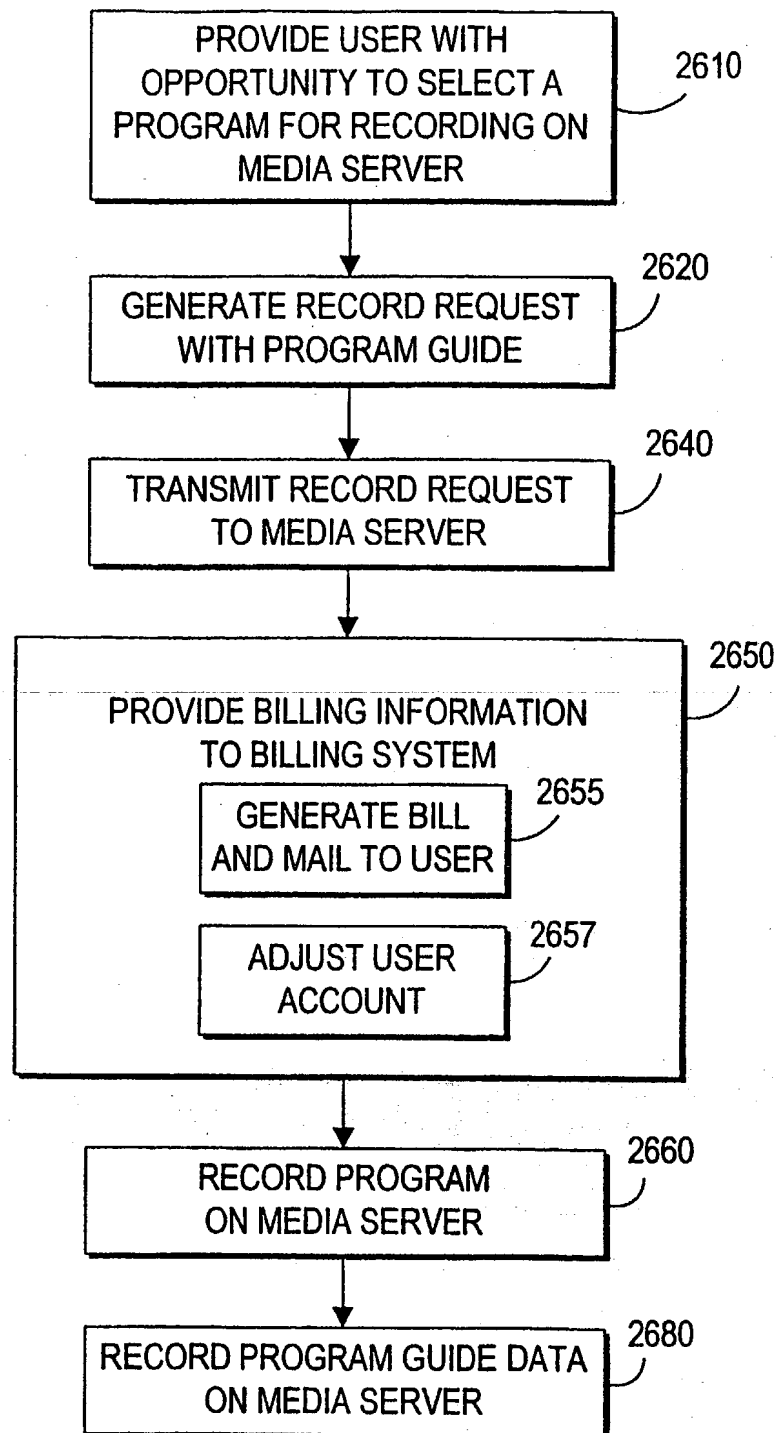 PROVIDE USER WITH
OPPORTUNITY TO SELECT A
PROGRAM FOR RECORDING ON
MEDIA SERVER
2610
GENERATE RECORD REQUEST
WITH PROGRAM GUIDE
2620
TRANSMIT RECORD REQUEST
TO MEDIA SERVER
2640
PROVIDE BILLING INFORMATION
TO BILLING SYSTEM
2650
GENERATE BILL
AND MAIL TO USER
2655
ADJUST USER
ACCOUNT
2657
RECORD PROGRAM
ON MEDIA SERVER
2660
RECORD PROGRAM GUIDE DATA
ON MEDIA SERVER
2680